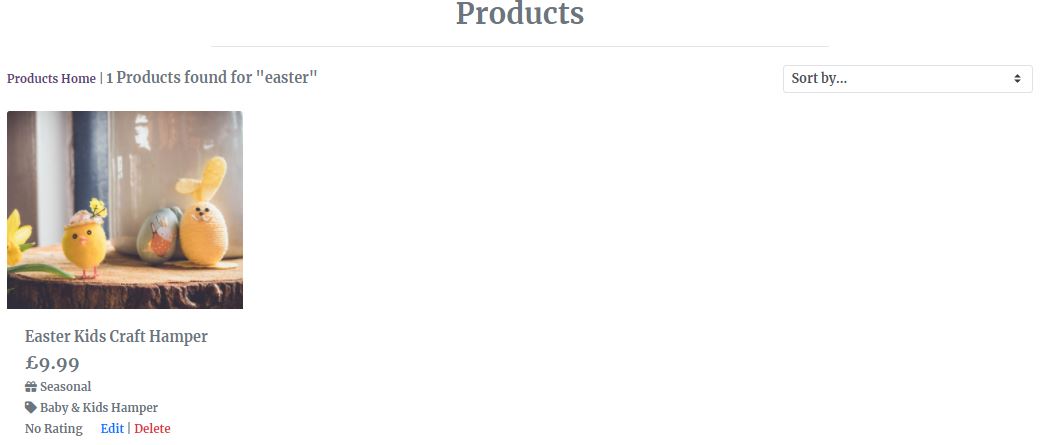 Products
Products Home | 1 Products found for "easter"
Sort by...
Easter Kids Craft Hamper
£9.99
Seasonal
Baby & Kids Hamper
No Rating Edit | Delete